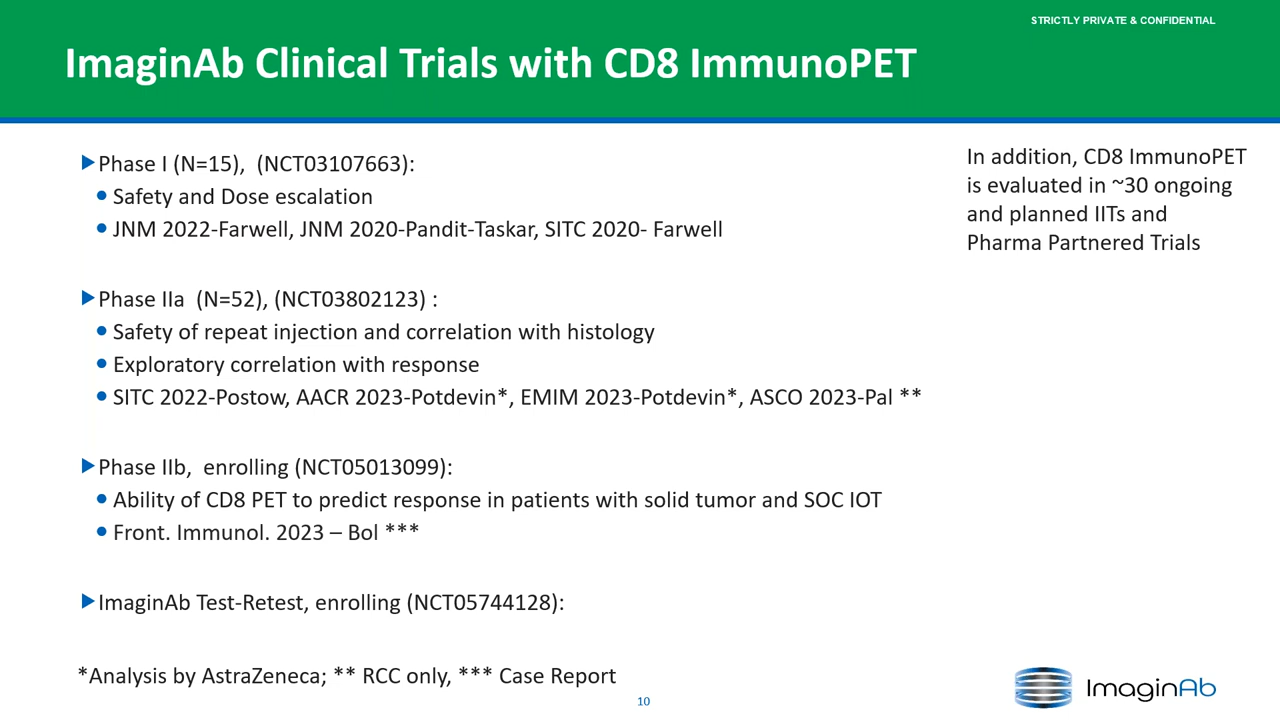 STRICTLY PRIVATE & CONFIDENTIAL
ImaginAb Clinical Trials with CD8 ImmunoPET
Phase I (N=15), (NCT03107663):
Safety and Dose escalation
JNM 2022-Farwell, JNM 2020-Pandit-Taskar, SITC 2020- Farwell
Phase IIa (N=52), (NCT03802123) :
Safety of repeat injection and correlation with histology
Exploratory correlation with response
SITC 2022-Postow, AACR 2023-Potdevin*, EMIM 2023-Potdevin*, ASCO 2023-Pal **
Phase IIb, enrolling (NCT05013099):
Ability of CD8 PET to predict response in patients with solid tumor and SOC IOT
Front. Immunol. 2023 – Bol ***
ImaginAb Test-Retest, enrolling (NCT05744128):
In addition, CD8 ImmunoPET
is evaluated in ~30 ongoing
and planned IITs and
Pharma Partnered Trials
*Analysis by AstraZeneca; ** RCC only, *** Case Report
10
ImaginAb